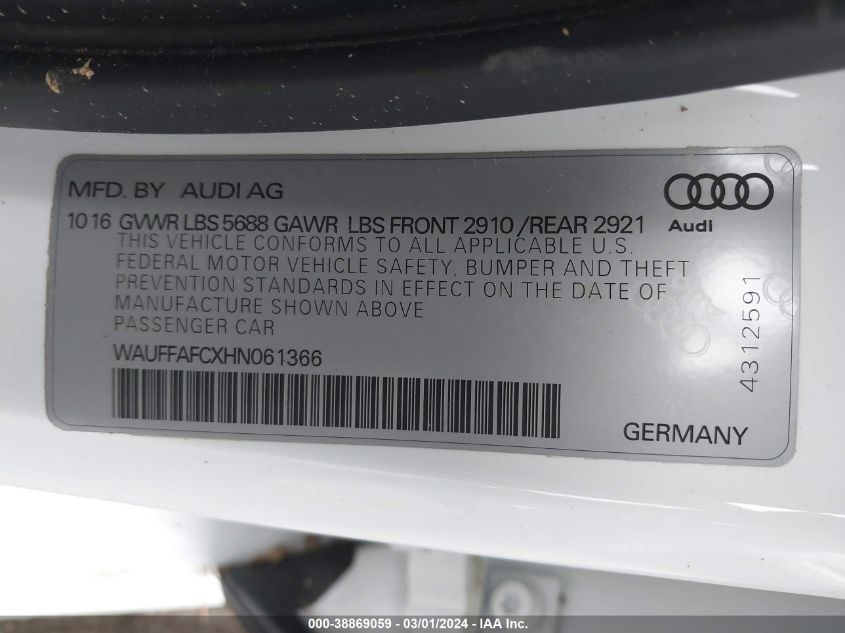 MFD. BY AUDI AG
10 16 GVWR LBS 5688 GAWR LBS FRONT 2910 /REAR 2921
Audi
THIS VEHICLE CONFORMS TO ALL APPLICABLE U.S.
FEDERAL MOTOR VEHICLE SAFETY, BUMPER AND THEFT
PREVENTION STANDARDS IN EFFECT ON THE DATE OF
MANUFACTURE SHOWN ABOVE
PASSENGER CAR
WAUFFAFCXHN061366
4312591
GERMANY
000-38869059 - 03/01/2024 - IAA Inc.